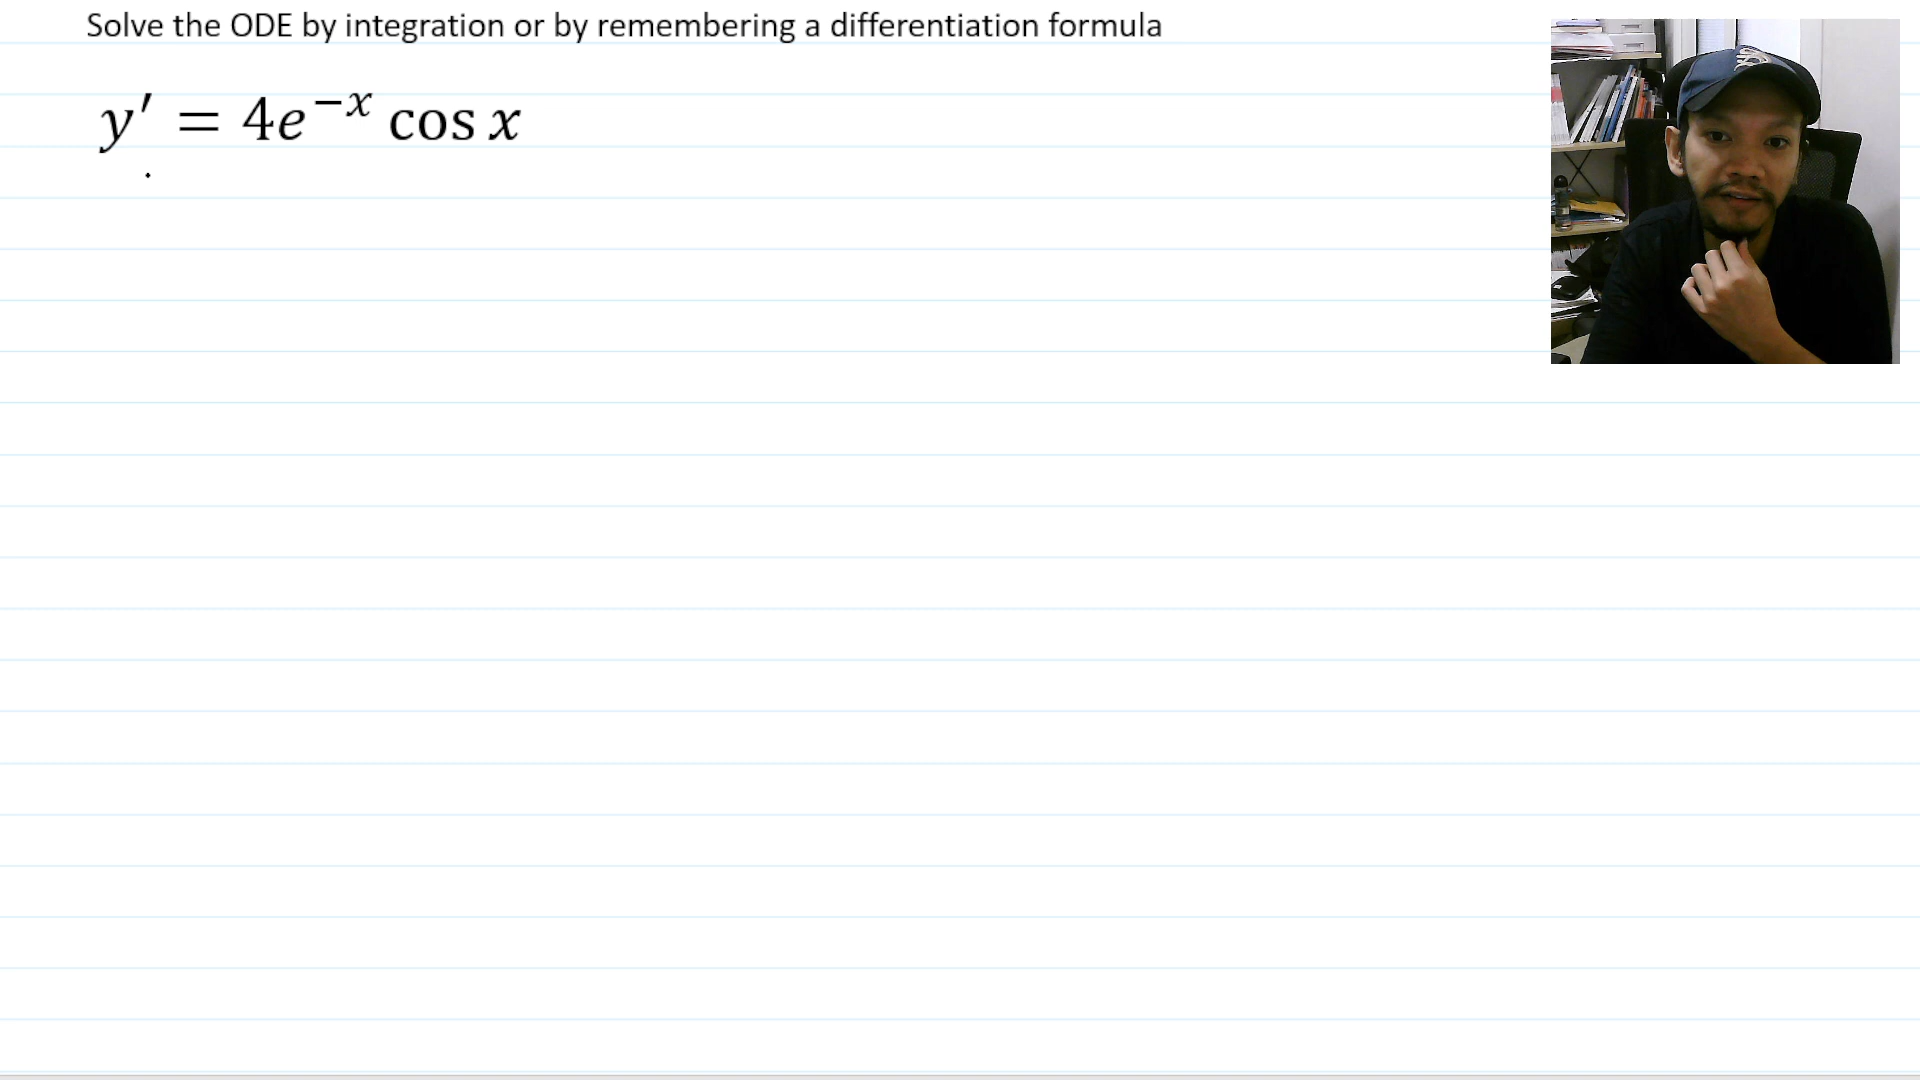 Solve the ODE by integration or by remembering a differentiation formula
y′ = 4e^{−x} cos x